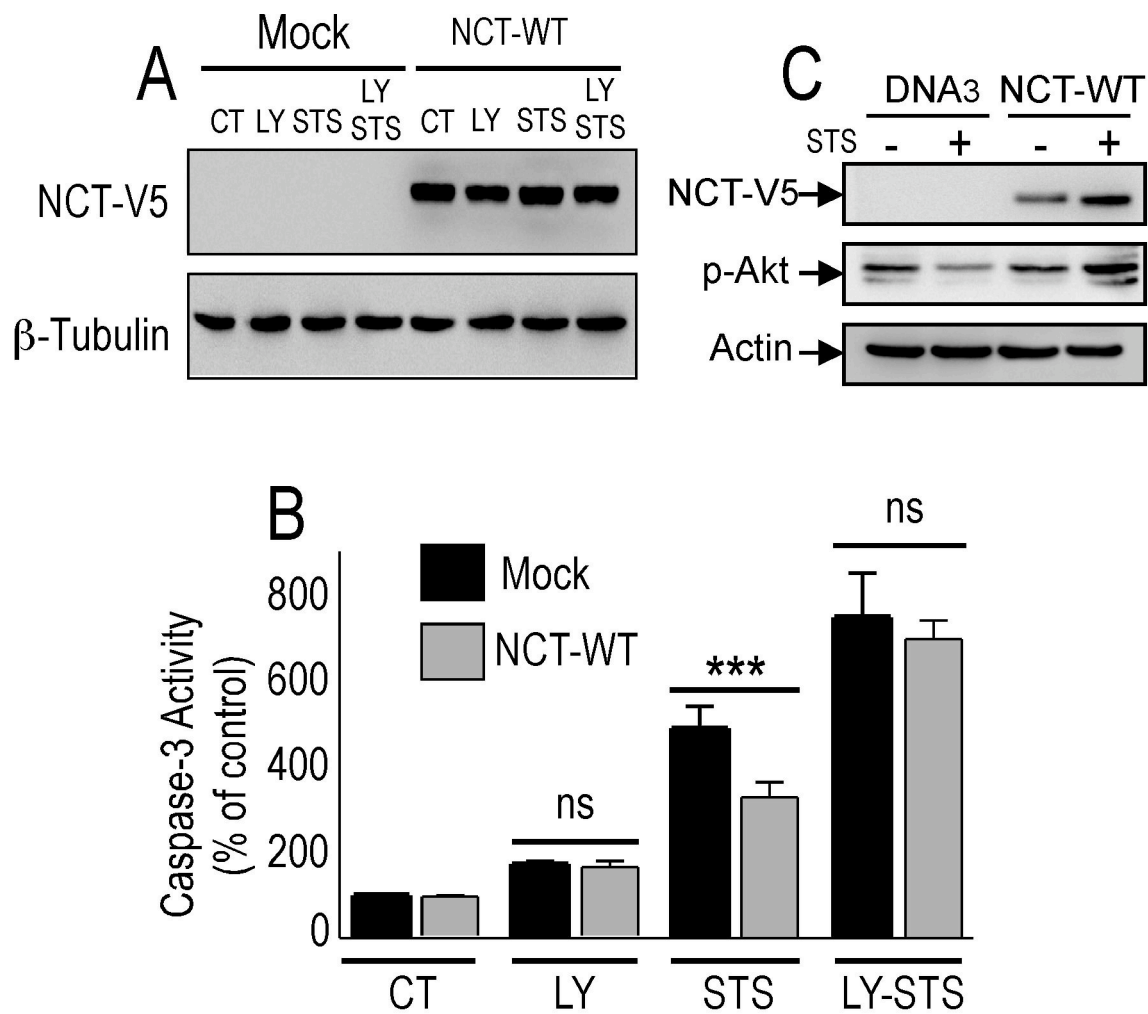 A
Mock NCT-WT
CT LY STS LY STS CT LY STS LY STS
NCT-V5
β-Tubulin
C
DNA3 NCT-WT
STS - + - +
NCT-V5
p-Akt
Actin
B
Caspase-3 Activity
(% of control)
800
600
400
200
0
Mock
NCT-WT
ns
***
ns
CT LY STS LY-STS